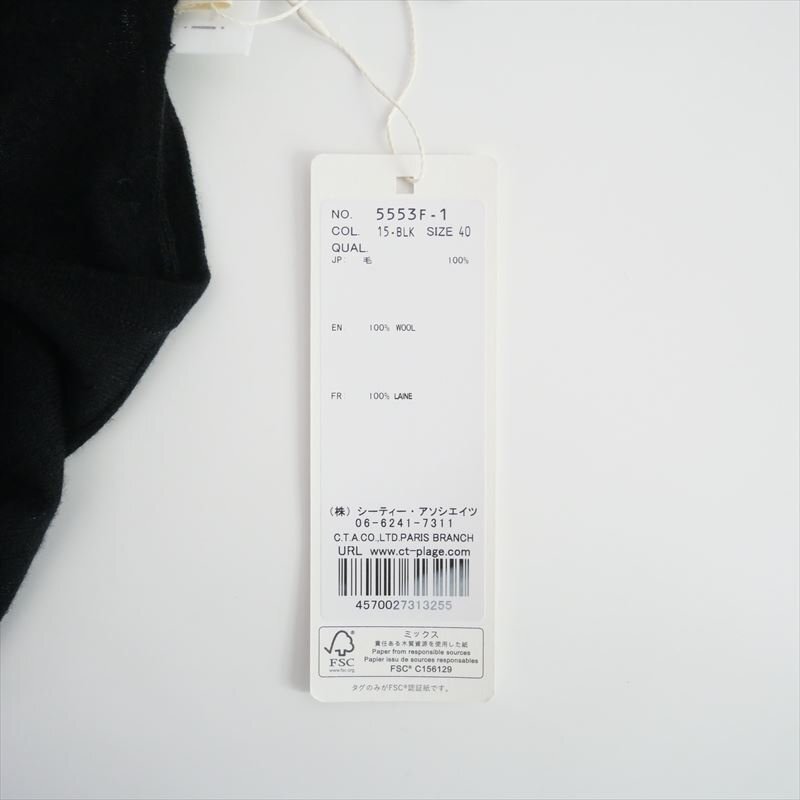 NO. 5553F-1
COL. 15-BLK SIZE 40
QUAL.
JP: 毛 100%
EN: 100% WOOL
FR: 100% LAINE
(株) シーティー・アソシエイツ
06-6241-7311
C.T.A.CO.,LTD.PARIS BRANCH
URL www.ct-plage.com
4570027313255
FSC
www.fsc.org
ミックス
責任ある木質資源を使用した紙
Paper from responsible sources
Papier issu de sources responsables
FSC® C156129
タグのみがFSC®認証紙です。